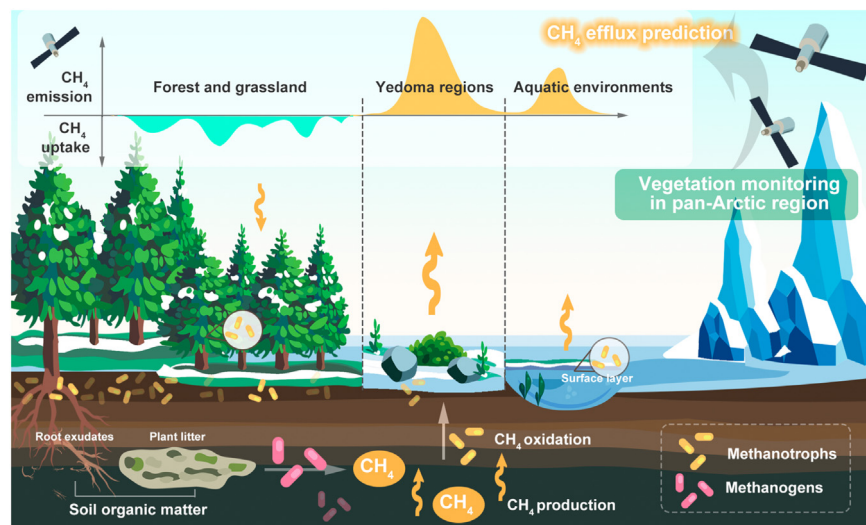 CH₄ efflux prediction
CH₄
emission
CH₄
uptake
Forest and grassland
Yedoma regions
Aquatic environments
Vegetation monitoring
in pan-Arctic region
Surface layer
Root exudates
Plant litter
Soil organic matter
CH₄
CH₄
CH₄ oxidation
CH₄ production
Methanotrophs
Methanogens